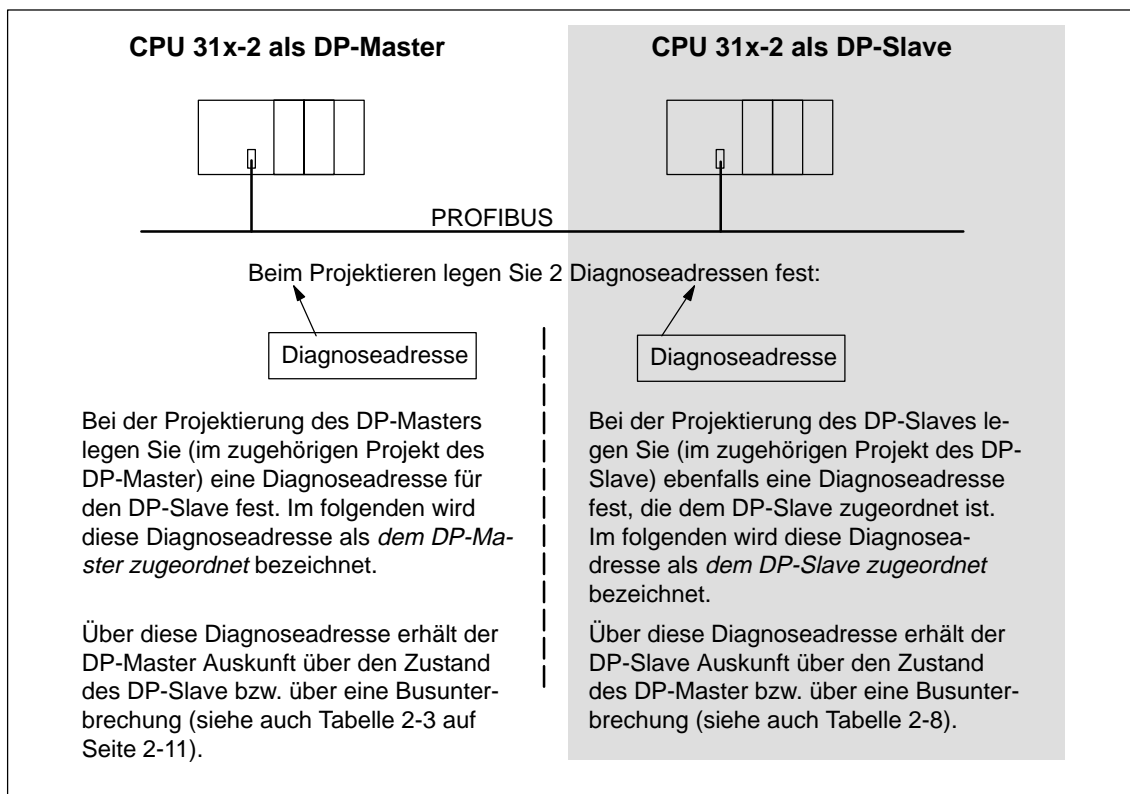 CPU 31x-2 als DP-Master
CPU 31x-2 als DP-Slave
PROFIBUS
Beim Projektieren legen Sie 2 Diagnoseadressen fest:
Diagnoseadresse
Diagnoseadresse
Bei der Projektierung des DP-Masters
legen Sie (im zugehörigen Projekt des
DP-Master) eine Diagnoseadresse für
den DP-Slave fest. Im folgenden wird
diese Diagnoseadresse als dem DP-Ma-
ster zugeordnet bezeichnet.
Über diese Diagnoseadresse erhält der
DP-Master Auskunft über den Zustand
des DP-Slave bzw. über eine Busunter-
brechung (siehe auch Tabelle 2-3 auf
Seite 2-11).
Bei der Projektierung des DP-Slaves le-
gen Sie (im zugehörigen Projekt des DP-
Slave) ebenfalls eine Diagnoseadresse
fest, die dem DP-Slave zugeordnet ist.
Im folgenden wird diese Diagnosea-
dresse als dem DP-Slave zugeordnet
bezeichnet.
Über diese Diagnoseadresse erhält der
DP-Slave Auskunft über den Zustand
des DP-Master bzw. über eine Busunter-
brechung (siehe auch Tabelle 2-8).